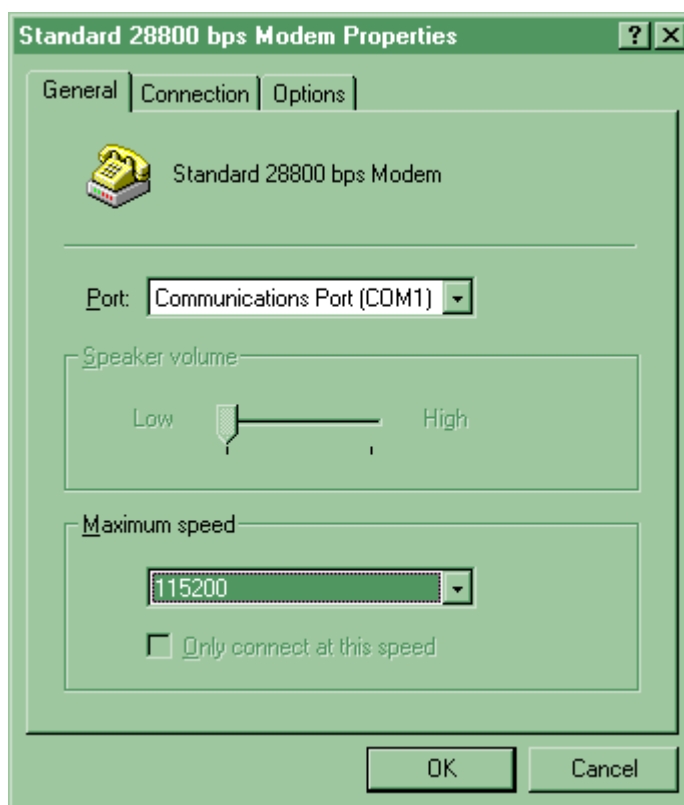 Standard 28800 bps Modem Properties
General Connection Options
Standard 28800 bps Modem
Port: Communications Port (COM1)
Speaker volume
Low High
Maximum speed
115200
Only connect at this speed
OK Cancel